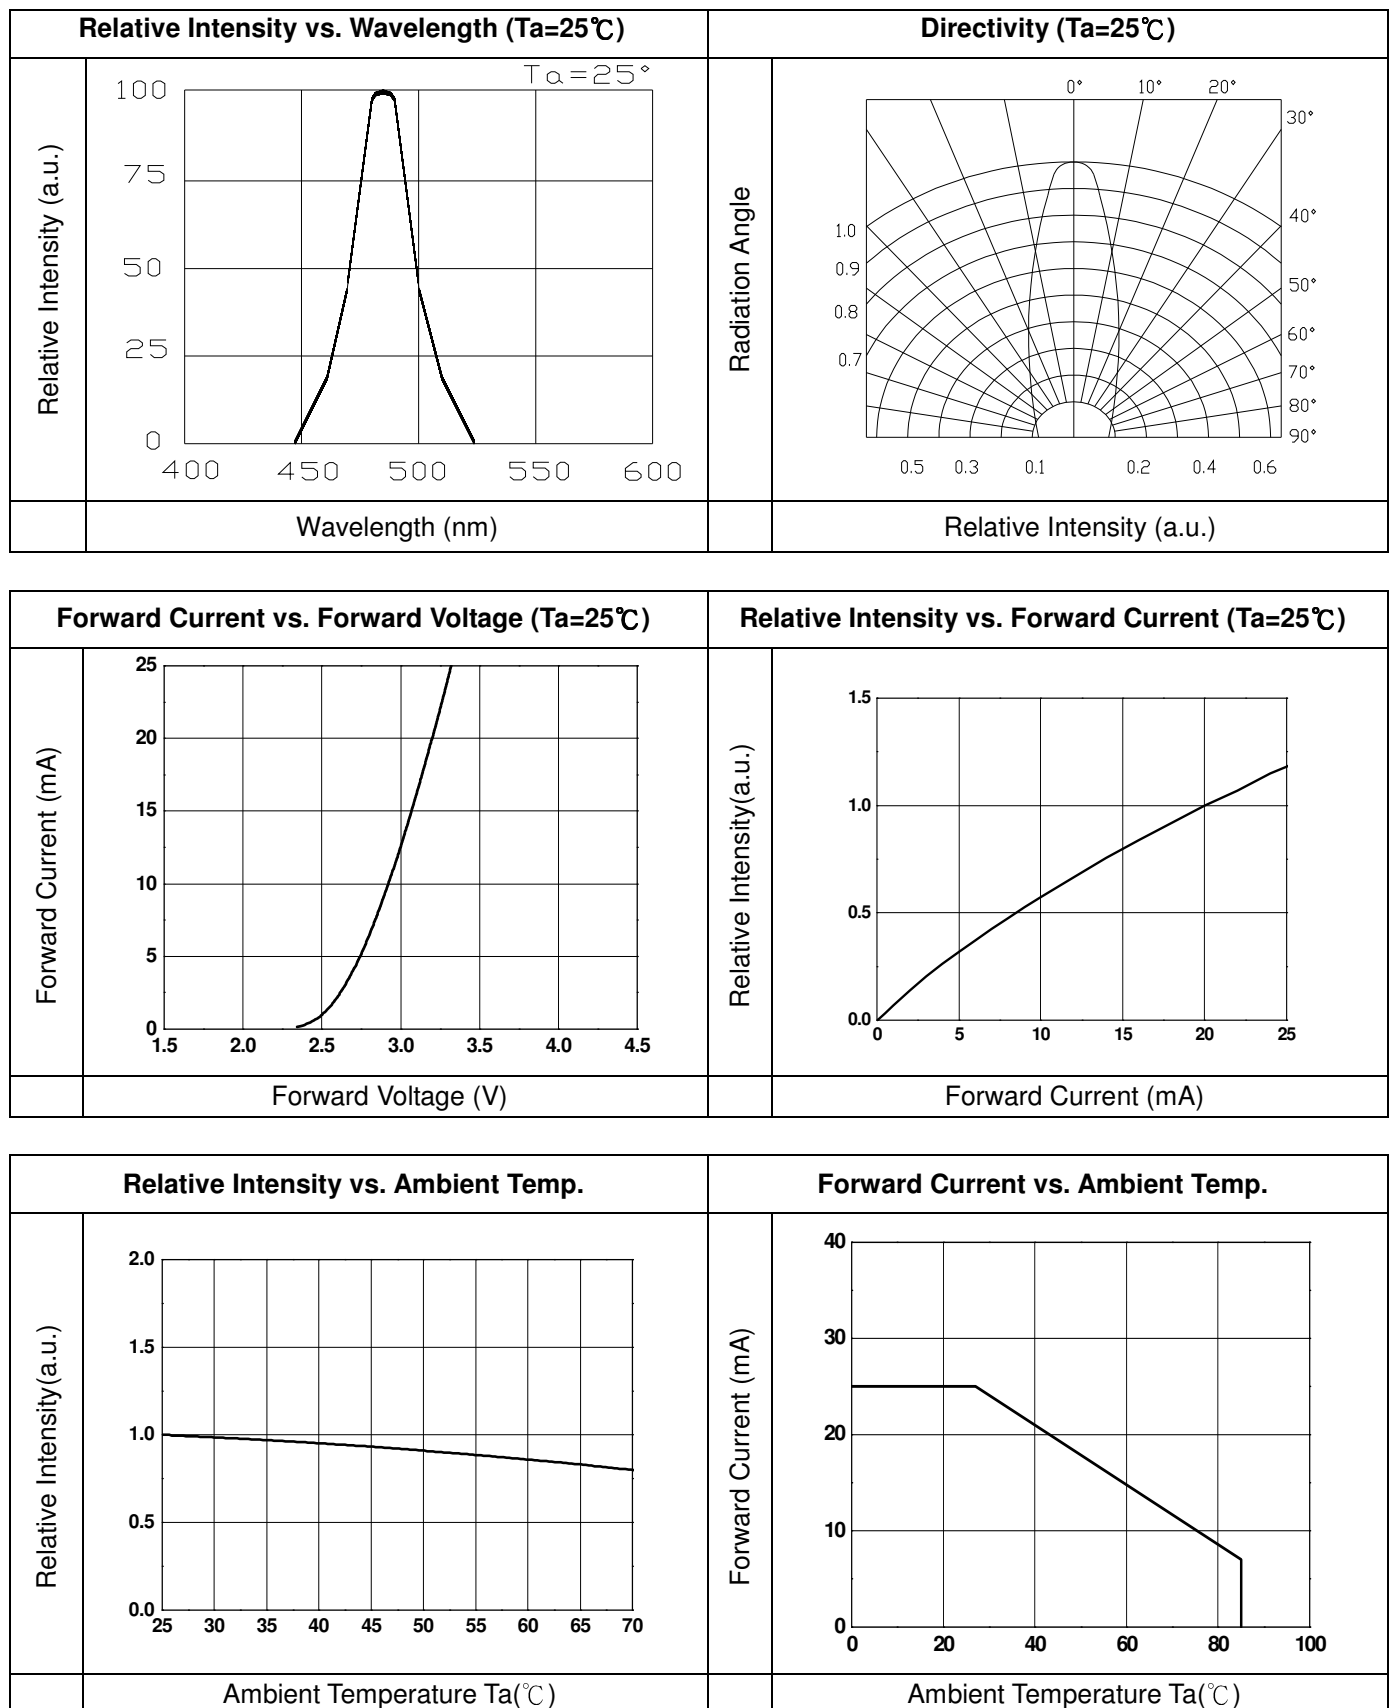 Relative Intensity vs. Wavelength (Ta=25℃)
Directivity (Ta=25℃)
Relative Intensity (a.u.)
Ta=25°
100
75
50
25
0
400 450 500 550 600
Wavelength (nm)
Radiation Angle
0° 10° 20°
30°
40°
50°
60°
70°
80°
90°
1.0
0.9
0.8
0.7
0.5 0.3 0.1 0.2 0.4 0.6
Relative Intensity (a.u.)
Forward Current vs. Forward Voltage (Ta=25℃)
Relative Intensity vs. Forward Current (Ta=25℃)
Forward Current (mA)
25
20
15
10
5
0
1.5 2.0 2.5 3.0 3.5 4.0 4.5
Forward Voltage (V)
Relative Intensity(a.u.)
1.5
1.0
0.5
0.0
0 5 10 15 20 25
Forward Current (mA)
Relative Intensity vs. Ambient Temp.
Forward Current vs. Ambient Temp.
Relative Intensity(a.u.)
2.0
1.5
1.0
0.5
0.0
25 30 35 40 45 50 55 60 65 70
Ambient Temperature Ta(℃)
Forward Current (mA)
40
30
20
10
0
0 20 40 60 80 100
Ambient Temperature Ta(℃)